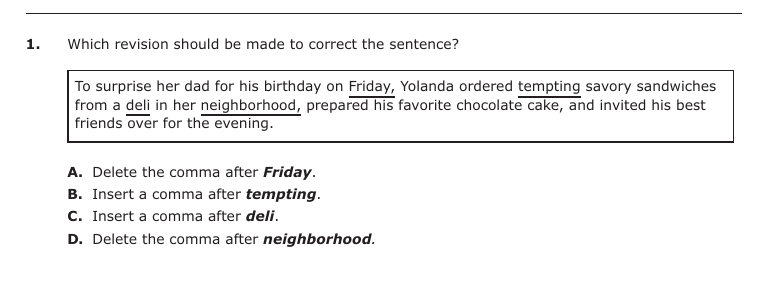 1. Which revision should be made to correct the sentence?
To surprise her dad for his birthday on Friday, Yolanda ordered tempting savory sandwiches
from a deli in her neighborhood, prepared his favorite chocolate cake, and invited his best
friends over for the evening.
A. Delete the comma after Friday.
B. Insert a comma after tempting.
C. Insert a comma after deli.
D. Delete the comma after neighborhood.